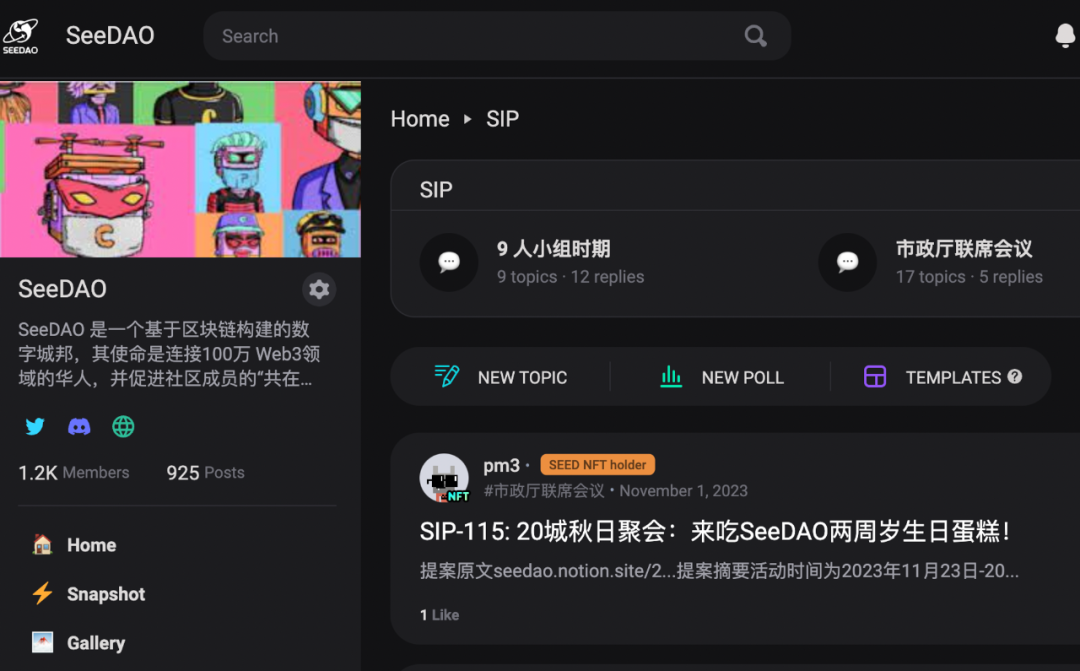 SEEDAO
SeeDAO
Search
SeeDAO
SeeDAO 是一个基于区块链构建的数
字城邦，其使命是连接100万 Web3领
域的华人，并促进社区成员的“共在...
1.2K Members 925 Posts
Home
Snapshot
Gallery
Home ▸ SIP
SIP
9 人小组时期
9 topics · 12 replies
市政厅联席会议
17 topics · 5 replies
NEW TOPIC
NEW POLL
TEMPLATES
pm3 · SEED NFT holder
NFT
#市政厅联席会议 • November 1, 2023
SIP-115: 20城秋日聚会：来吃SeeDAO两周岁生日蛋糕！
提案原文seedao.notion.site/2...提案摘要活动时间为2023年11月23日-20...
1 Like